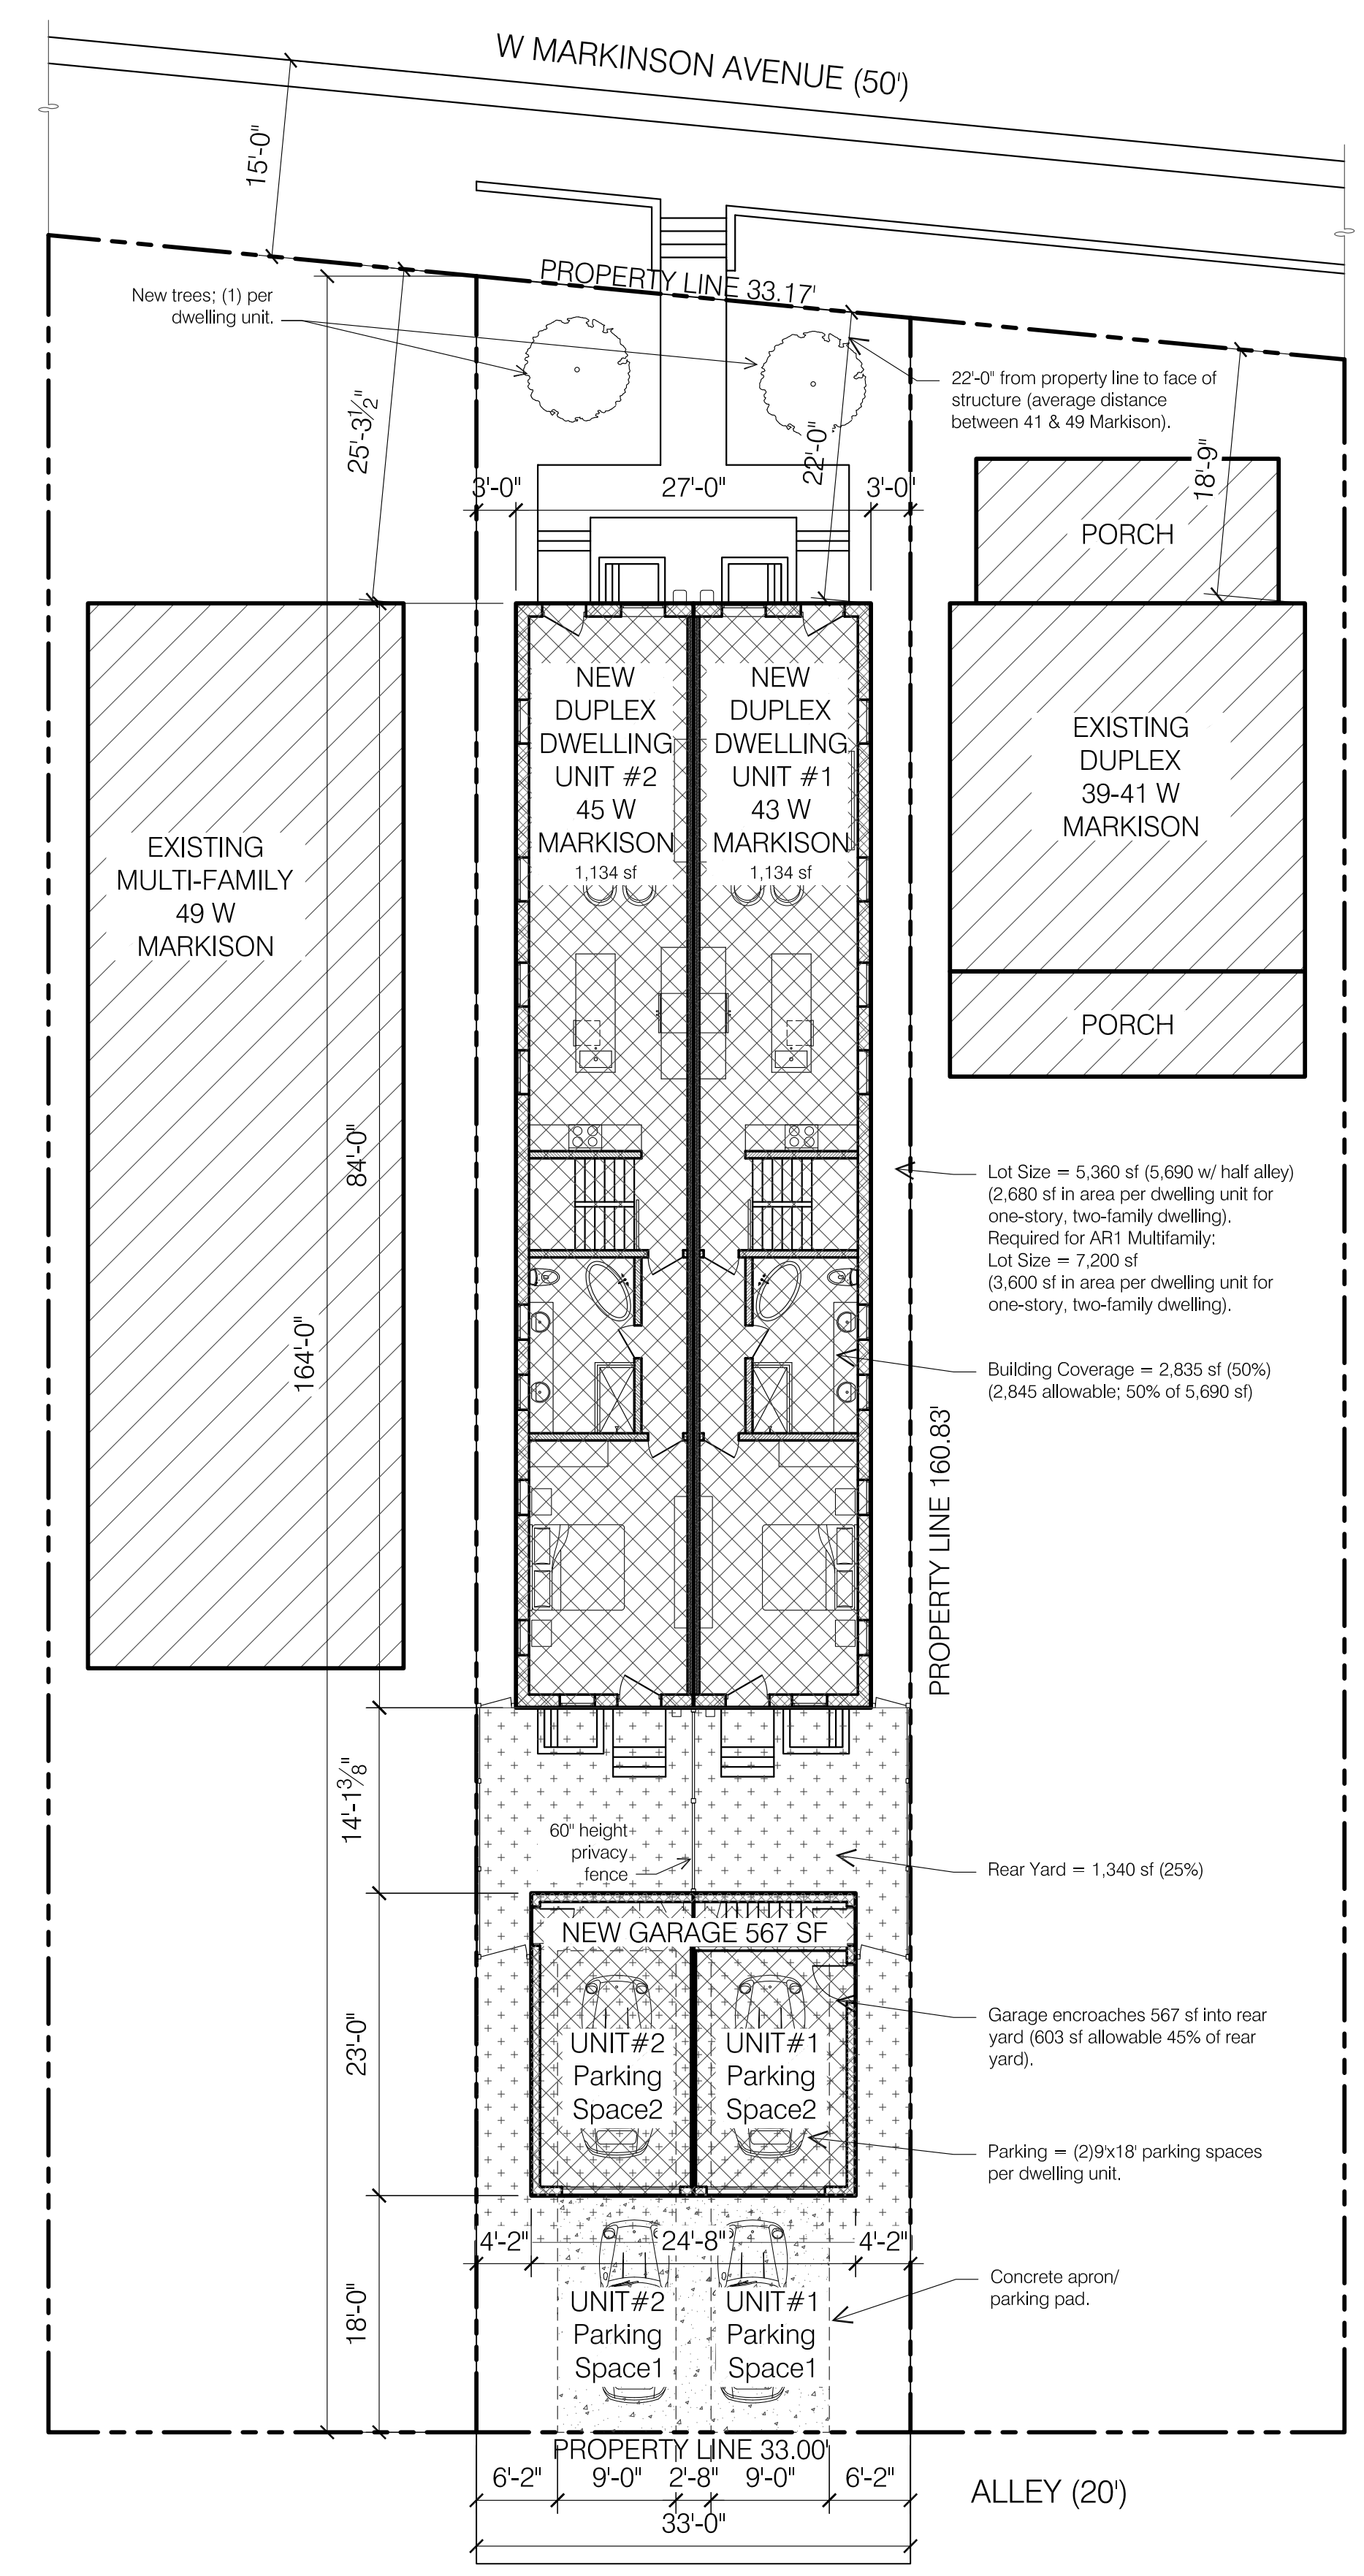 W MARKINSON AVENUE (50')
15'-0"
PROPERTY LINE 33.17'
New trees; (1) per
dwelling unit.
22'-0" from property line to face of
structure (average distance
between 41 & 49 Markison).
25'-3½"
22'-0"
18'-9"
3'-0"
27'-0"
3'-0'
PORCH
NEW
DUPLEX
DWELLING
UNIT #2
45 W
MARKISON
1,134 sf
NEW
DUPLEX
DWELLING
UNIT #1
43 W
MARKISON
1,134 sf
EXISTING
DUPLEX
39-41 W
MARKISON
EXISTING
MULTI-FAMILY
49 W
MARKISON
PORCH
84'-0"
164'-0"
Lot Size = 5,360 sf (5,690 w/ half alley)
(2,680 sf in area per dwelling unit for
one-story, two-family dwelling).
Required for AR1 Multifamily:
Lot Size = 7,200 sf
(3,600 sf in area per dwelling unit for
one-story, two-family dwelling).
Building Coverage = 2,835 sf (50%)
(2,845 allowable; 50% of 5,690 sf)
PROPERTY LINE 160.83'
14'-1⅜"
60" height
privacy
fence
Rear Yard = 1,340 sf (25%)
NEW GARAGE 567 SF
Garage encroaches 567 sf into rear
yard (603 sf allowable 45% of rear
yard).
23'-0"
UNIT#2
Parking
Space2
UNIT#1
Parking
Space2
Parking = (2)9'x18' parking spaces
per dwelling unit.
4'-2"
24'-8"
4'-2"
18'-0"
UNIT#2
Parking
Space1
UNIT#1
Parking
Space1
Concrete apron/
parking pad.
PROPERTY LINE 33.00'
6'-2"
9'-0"
2'-8"
9'-0"
6'-2"
33'-0"
ALLEY (20')